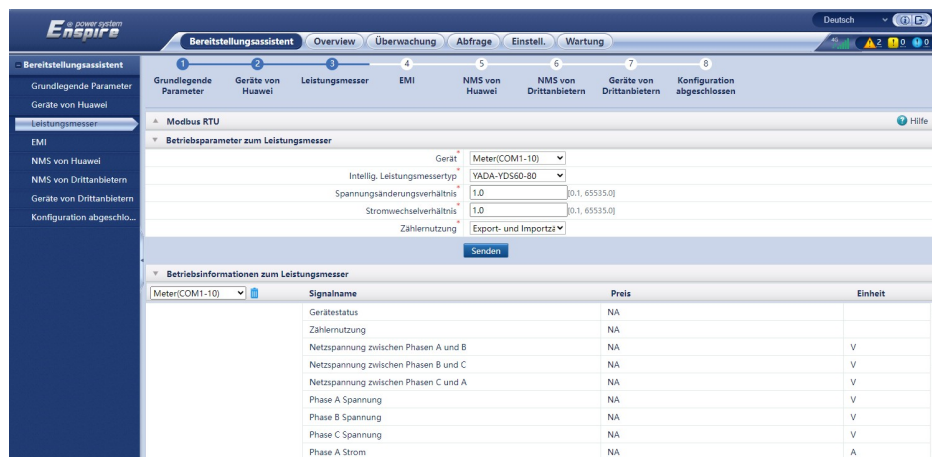 Deutsch
Enspire e power system
Bereitstellungsassistent Overview Überwachung Abfrage Einstell. Wartung
4G 2 0 0
Bereitstellungsassistent
Grundlegende Parameter
Geräte von Huawei
Leistungsmesser
EMI
NMS von Huawei
NMS von Drittanbietern
Geräte von Drittanbietern
Konfiguration abgeschlo...
1 2 3 4 5 6 7 8
Grundlegende Parameter Geräte von Huawei Leistungsmesser EMI NMS von Huawei NMS von Drittanbietern Geräte von Drittanbietern Konfiguration abgeschlossen
Modbus RTU Hilfe
Betriebsparameter zum Leistungsmesser
Gerät * Meter(COM1-10)
Intellig. Leistungsmessertyp * YADA-YDS60-80
Spannungsänderungsverhältnis * 1.0 [0.1, 65535.0]
Stromwechselverhältnis * 1.0 [0.1, 65535.0]
Zählernutzung * Export- und Importzä
Senden
Betriebsinformationen zum Leistungsmesser
Meter(COM1-10) Signalname Preis Einheit
Gerätestatus NA
Zählernutzung NA
Netzspannung zwischen Phasen A und B NA V
Netzspannung zwischen Phasen B und C NA V
Netzspannung zwischen Phasen C und A NA V
Phase A Spannung NA V
Phase B Spannung NA V
Phase C Spannung NA V
Phase A Strom NA A